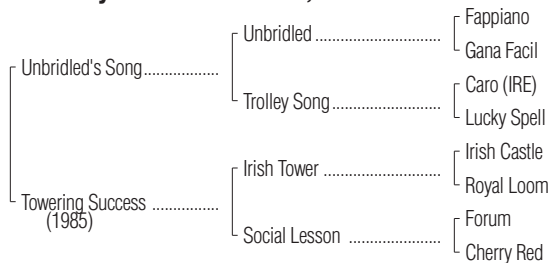 Fappiano
Unbridled
Gana Facil
Unbridled's Song
Caro (IRE)
Trolley Song
Lucky Spell
Irish Castle
Irish Tower
Royal Loom
Towering Success
(1985)
Forum
Social Lesson
Cherry Red